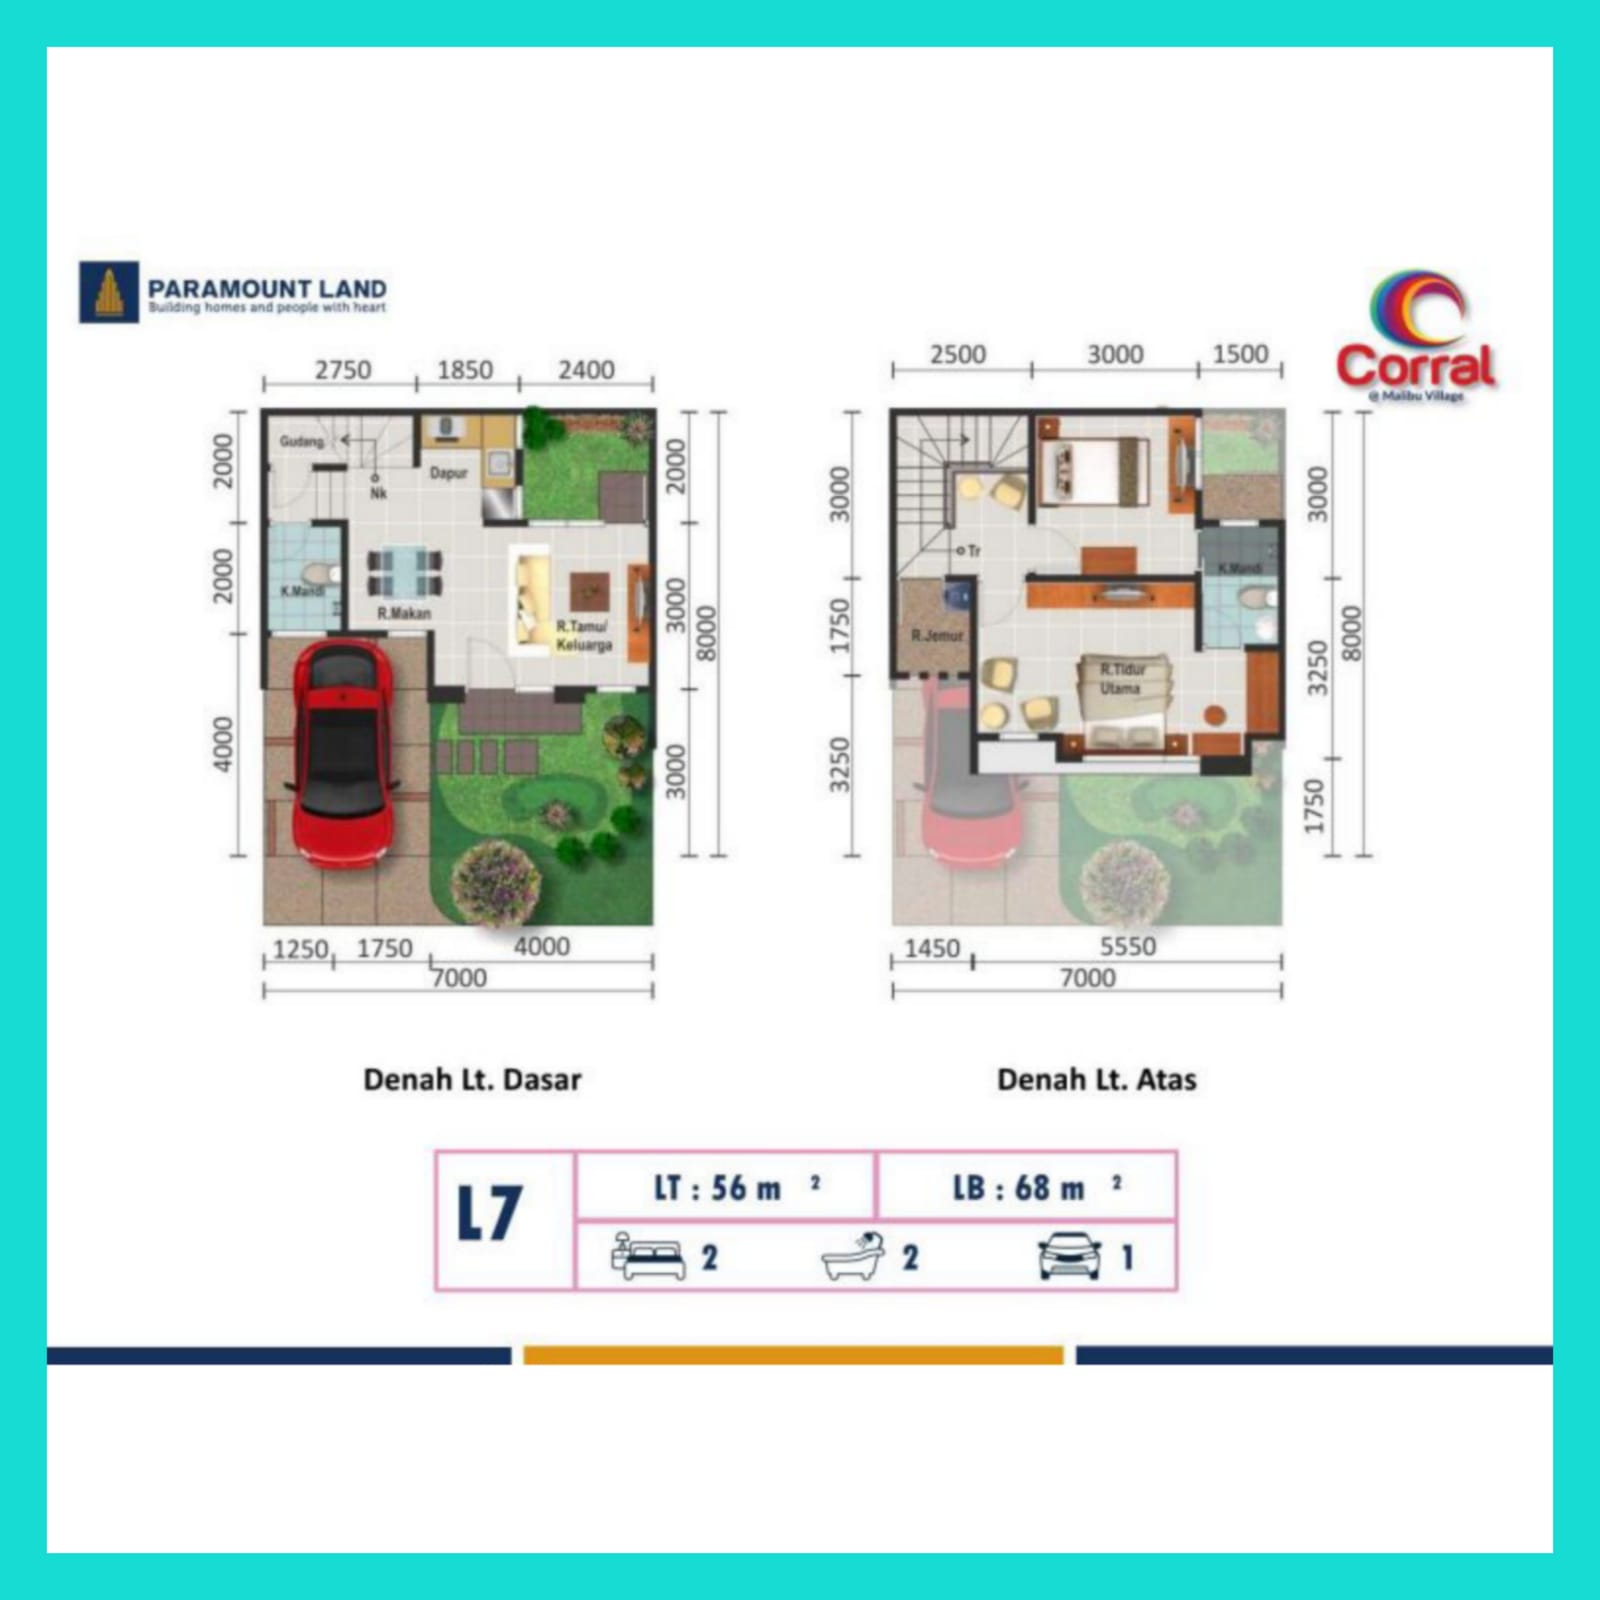 PARAMOUNT LAND
Building homes and people with heart
Corral
@ Malibu Village
2750 1850 2400
2000
2000
4000
2000
3000
3000
8000
Gudang
Nk
Dapur
K.Mandi
R.Makan
R.Tamu/
Keluarga
1250 1750 4000
7000
2500 3000 1500
3000
1750
3250
3000
3250
1750
8000
Tr
K.Mandi
R.Jemur
R.Tidur
Utama
1450 5550
7000
Denah Lt. Dasar
Denah Lt. Atas
L7
LT : 56 m ²
LB : 68 m ²
2 2 1